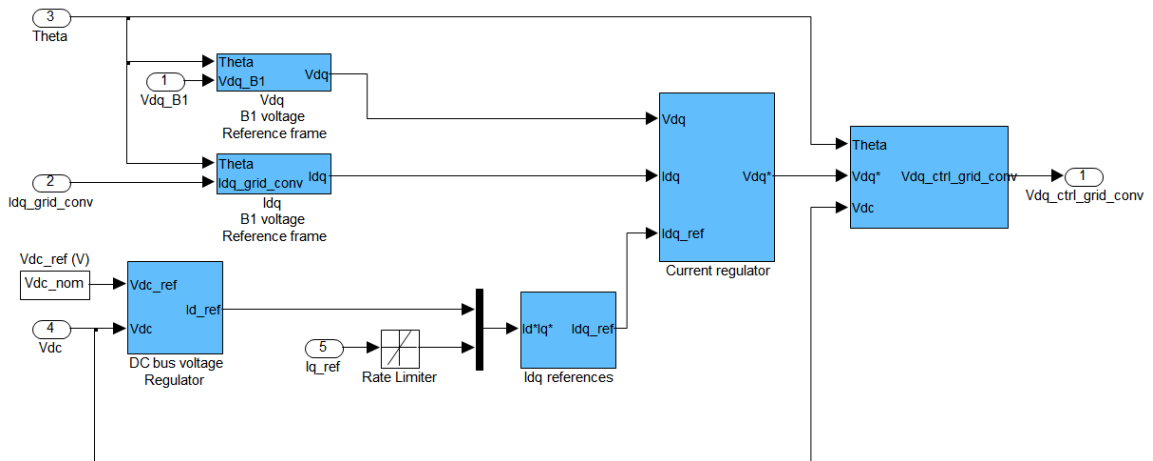 3
Theta
Theta
Vdq_B1
Vdq
1
Vdq_B1
Vdq
B1 voltage
Reference frame
Theta
Idq_grid_conv
Idq
2
Idq_grid_conv
Idq
B1 voltage
Reference frame
Vdq
Idq
Idq_ref
Vdq*
Current regulator
Theta
Vdq*
Vdc
Vdq_ctrl_grid_conv
1
Vdq_ctrl_grid_conv
Vdc_ref (V)
Vdc_nom
Vdc_ref
Vdc
Id_ref
4
Vdc
DC bus voltage
Regulator
5
Iq_ref
Rate Limiter
Id*Iq*
Idq_ref
Idq references